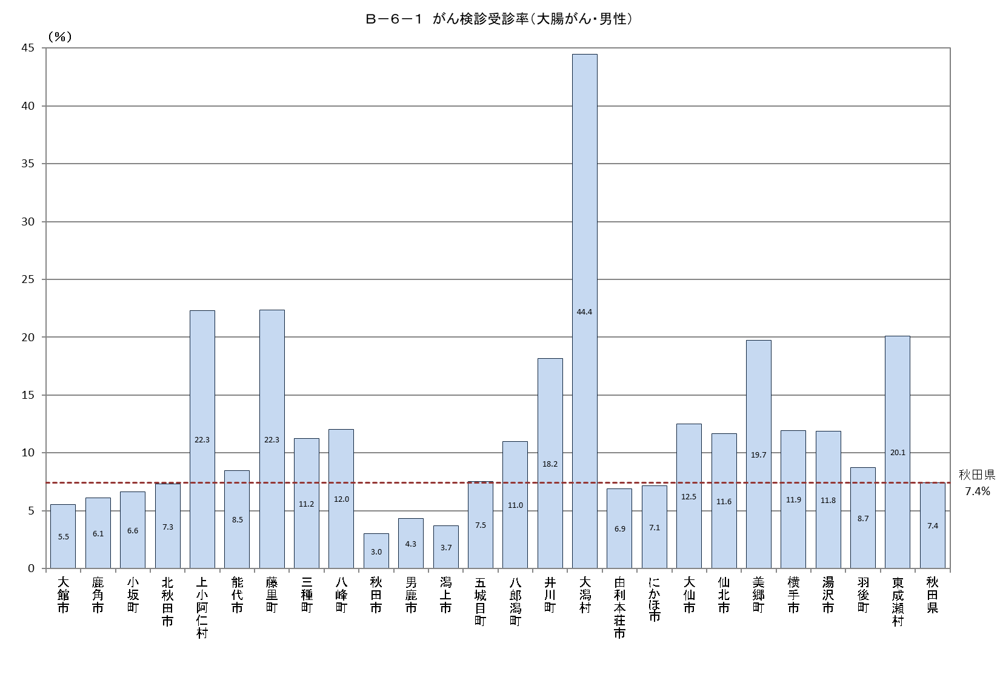 B－6－1　がん検診受診率（大腸がん・男性）
（％）
45
40
35
30
25
20
15
10
5
0
5.5
6.1
6.6
7.3
22.3
8.5
22.3
11.2
12.0
3.0
4.3
3.7
7.5
11.0
18.2
44.4
6.9
7.1
12.5
11.6
19.7
11.9
11.8
8.7
20.1
7.4
秋田県
7.4%
大館市
鹿角市
小坂町
北秋田市
上小阿仁村
能代市
藤里町
三種町
八峰町
秋田市
男鹿市
潟上市
五城目町
八郎潟町
井川町
大潟村
由利本荘市
にかほ市
大仙市
仙北市
美郷町
横手市
湯沢市
羽後町
東成瀬村
秋田県